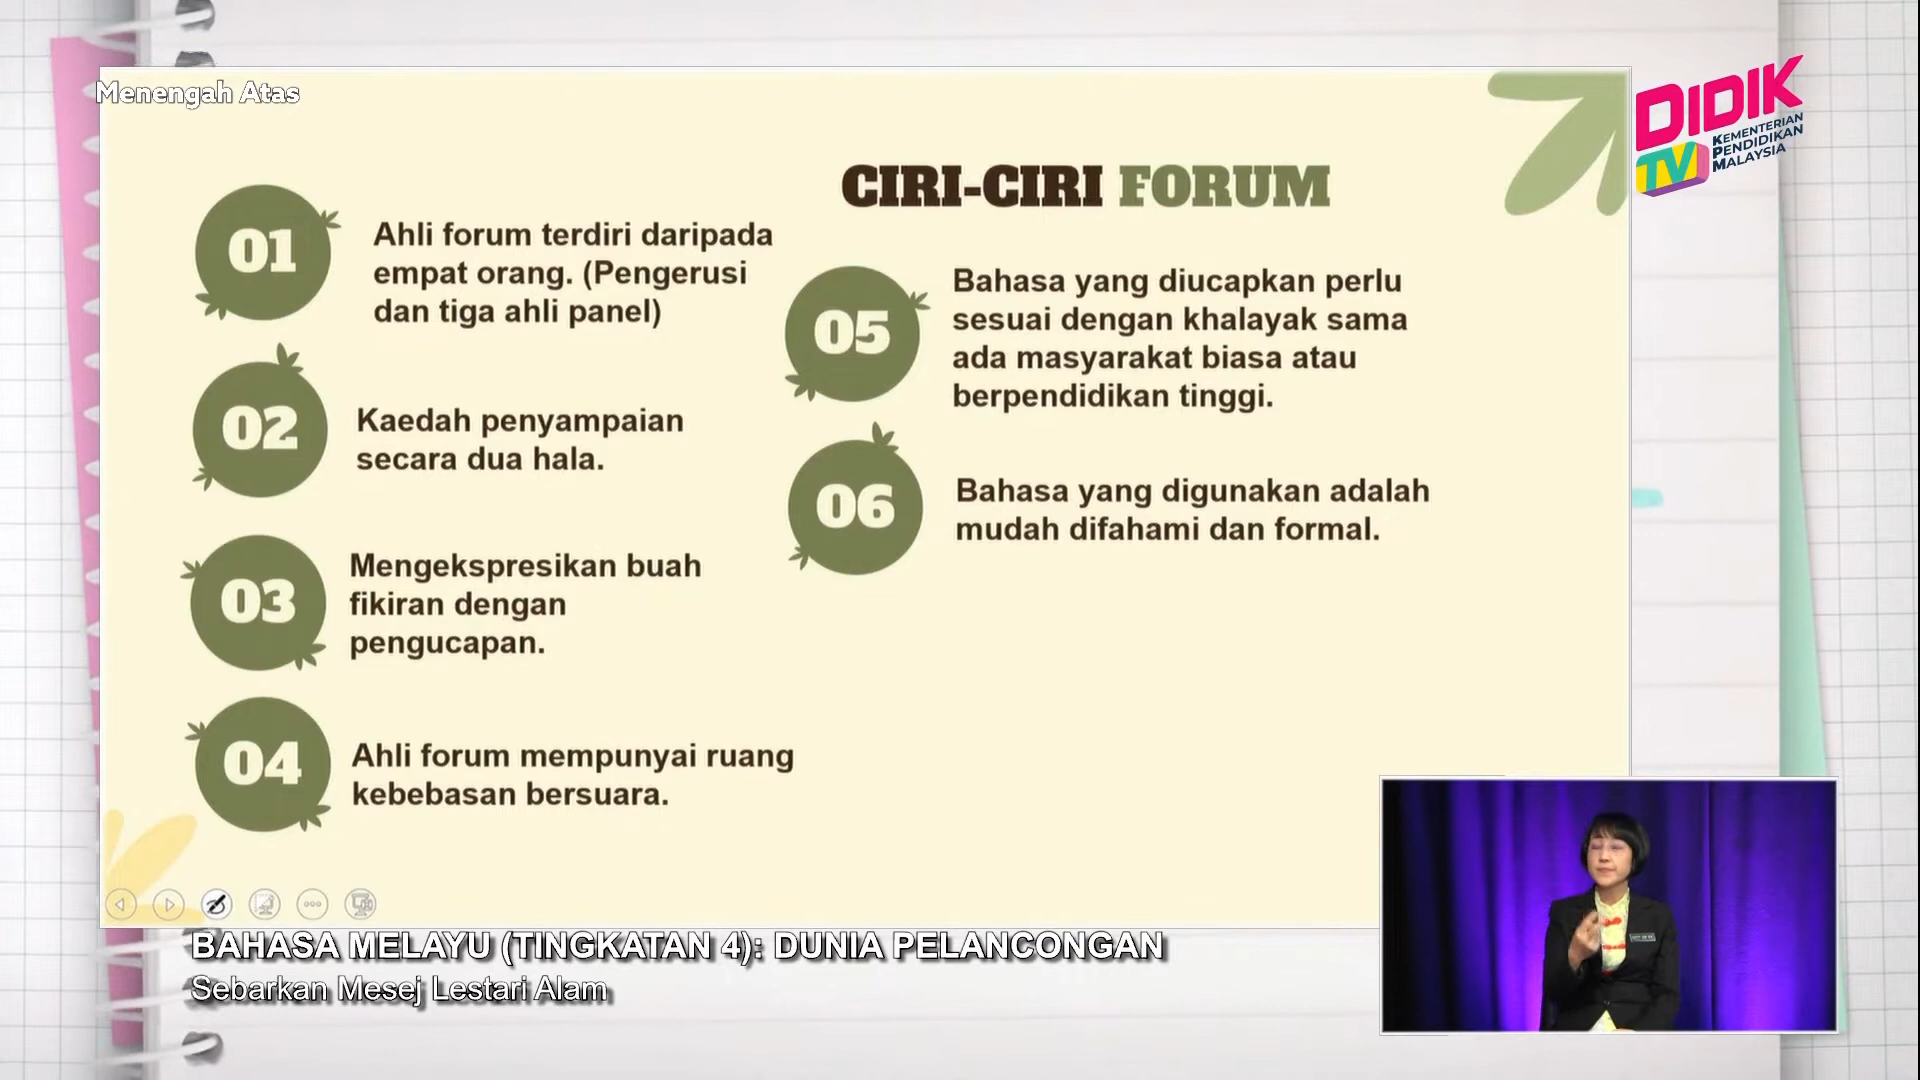 Menengah Atas
DIDIK
TV
KEMENTERIAN
PENDIDIKAN
MALAYSIA
CIRI-CIRI FORUM
01
Ahli forum terdiri daripada
empat orang. (Pengerusi
dan tiga ahli panel)
02
Kaedah penyampaian
secara dua hala.
03
Mengekspresikan buah
fikiran dengan
pengucapan.
04
Ahli forum mempunyai ruang
kebebasan bersuara.
05
Bahasa yang diucapkan perlu
sesuai dengan khalayak sama
ada masyarakat biasa atau
berpendidikan tinggi.
06
Bahasa yang digunakan adalah
mudah difahami dan formal.
BAHASA MELAYU (TINGKATAN 4): DUNIA PELANCONGAN
Sebarkan Mesej Lestari Alam